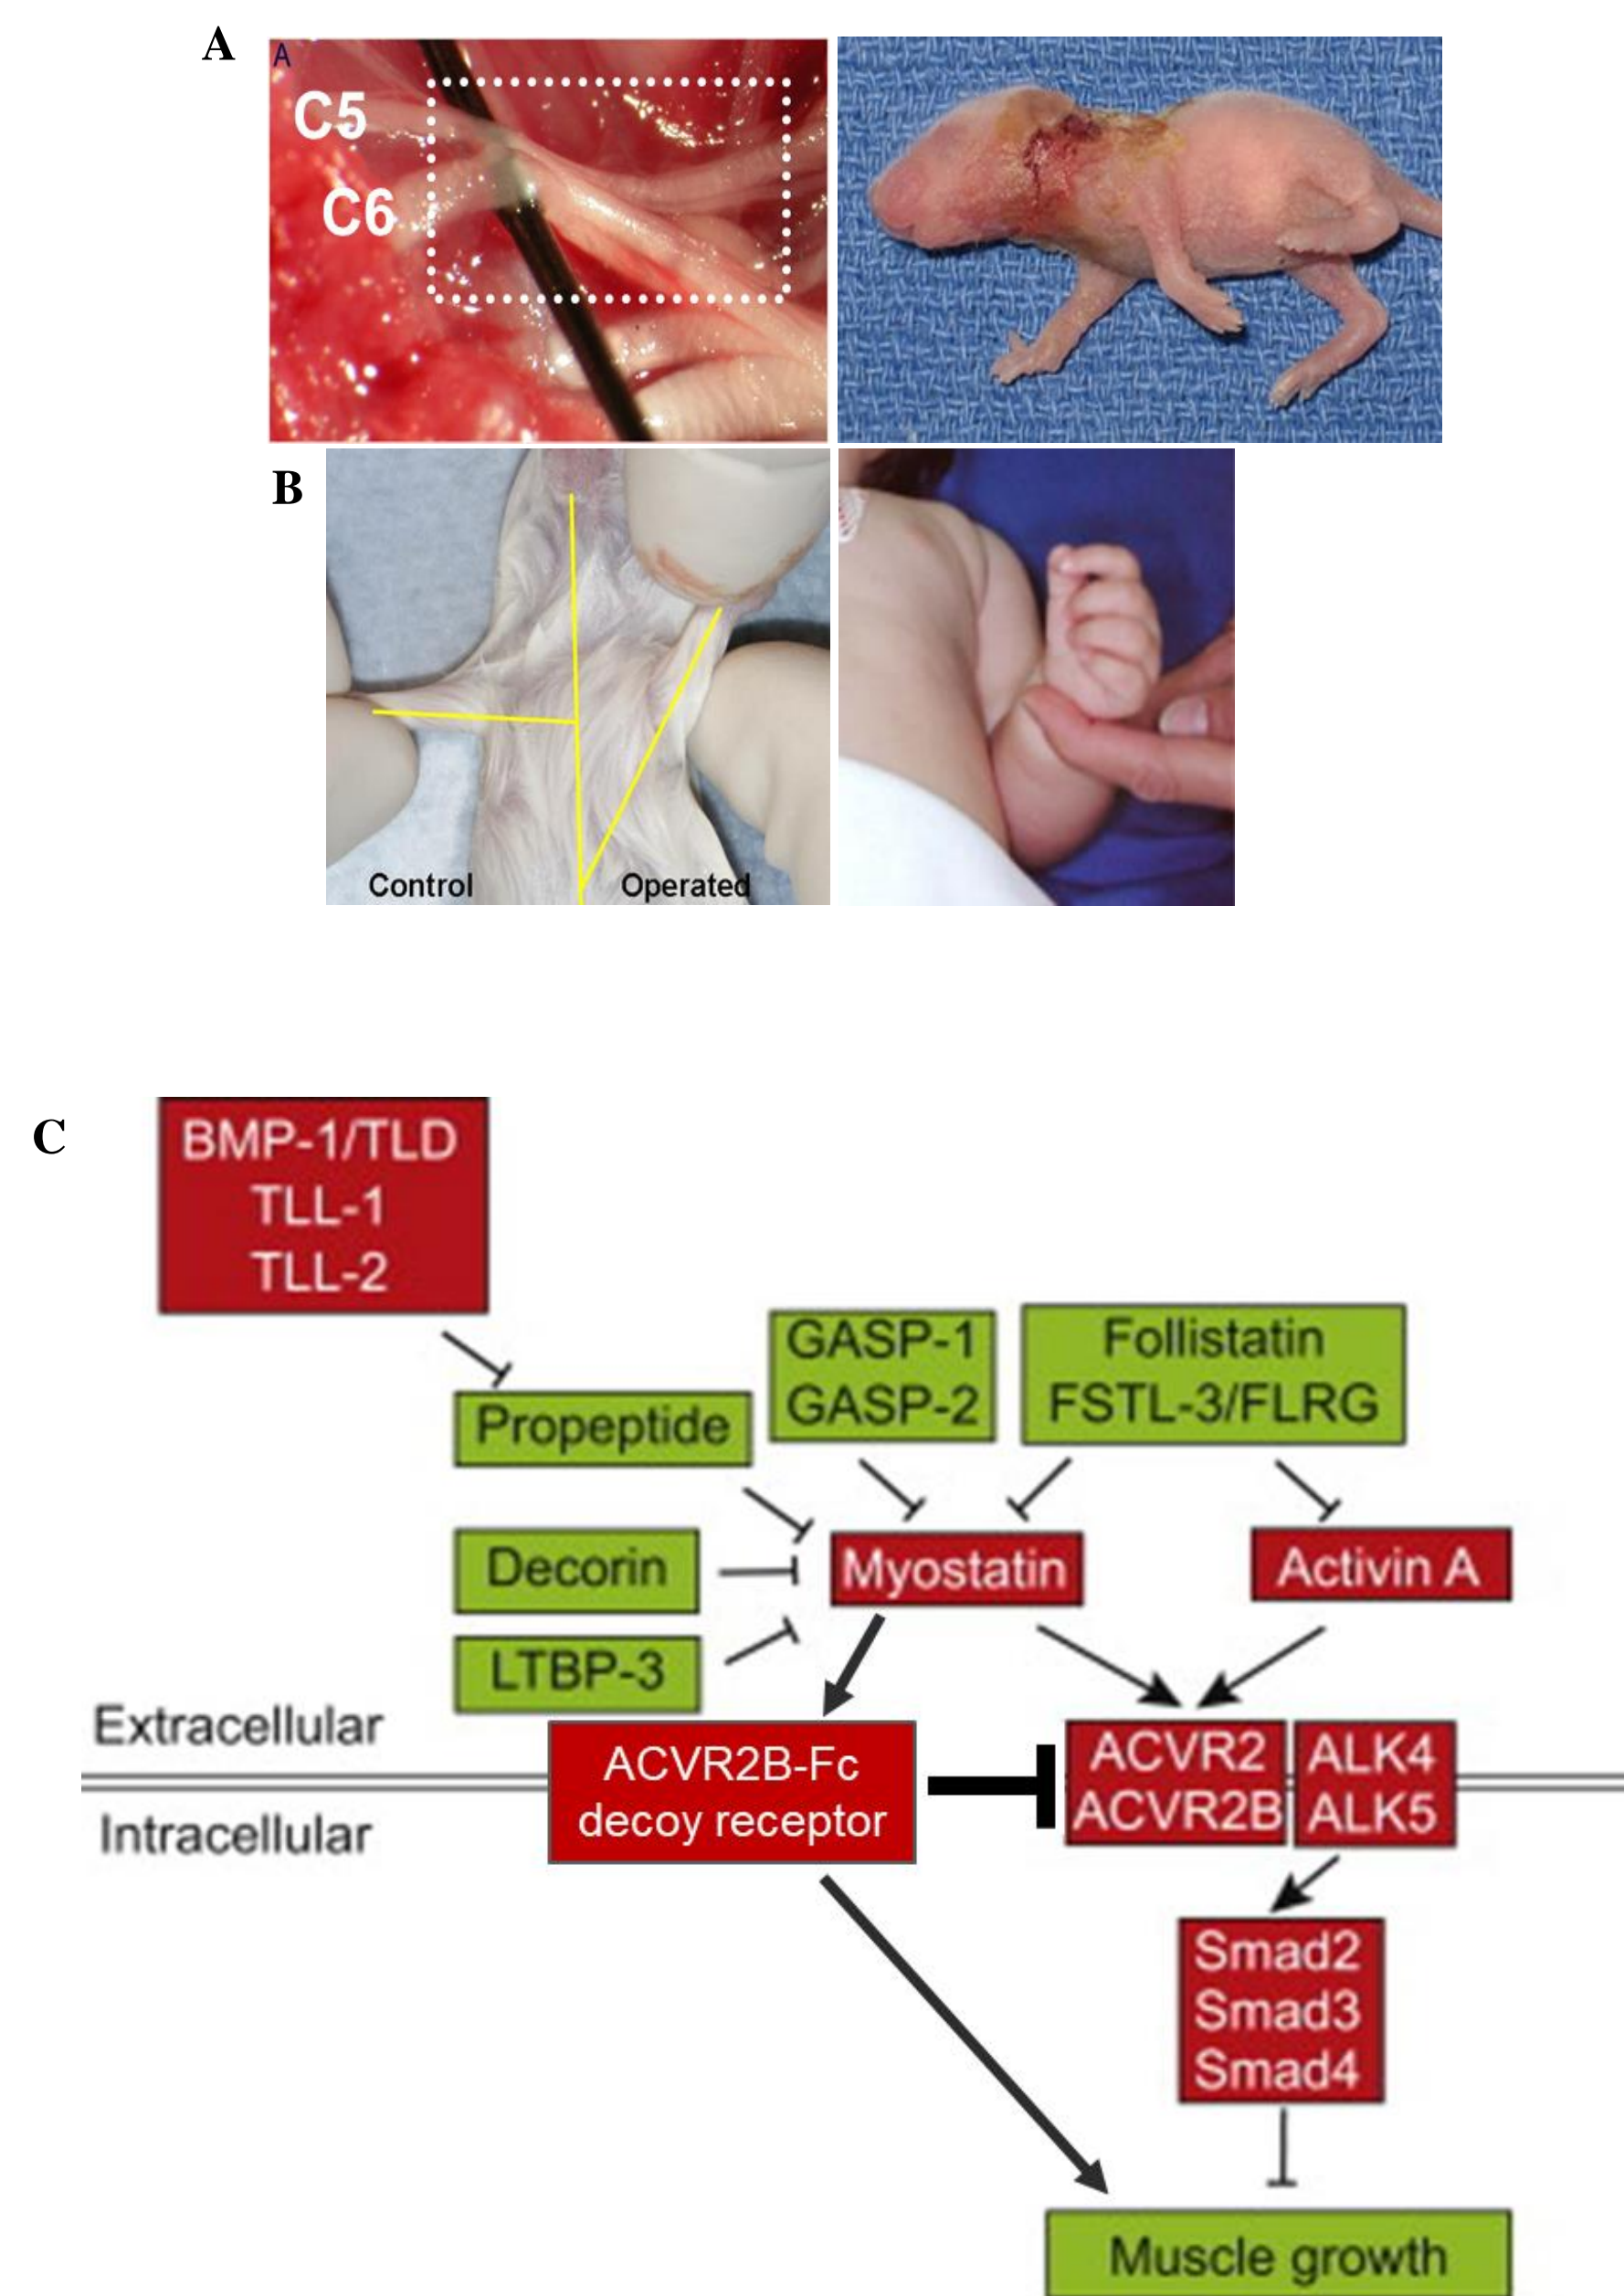 A
A
C5
C6
B
Control
Operated
C
BMP-1/TLD
TLL-1
TLL-2
GASP-1
GASP-2
Follistatin
FSTL-3/FLRG
Propeptide
Decorin
Myostatin
Activin A
LTBP-3
Extracellular
Intracellular
ACVR2B-Fc
decoy receptor
ACVR2
ACVR2B
ALK4
ALK5
Smad2
Smad3
Smad4
Muscle growth